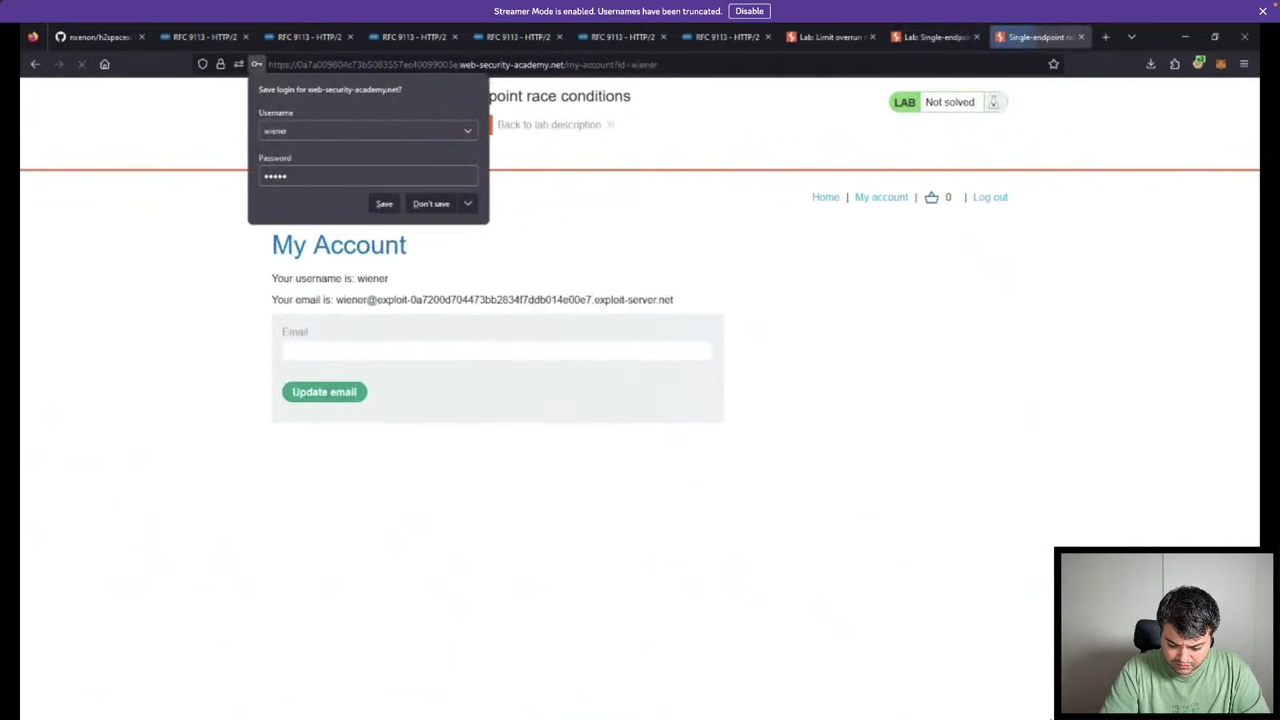 Streamer Mode is enabled. Usernames have been truncated. Disable
nxenon/h2spacex RFC 9113 - HTTP/2 RFC 9113 - HTTP/2 RFC 9113 - HTTP/2 RFC 9113 - HTTP/2 RFC 9113 - HTTP/2 RFC 9113 - HTTP/2 Lab: Limit overrun r Lab: Single-endpoi Single-endpoint ra
https://0a7a009804c73b5083557ec40099003e.web-security-academy.net/my-account?id=wiener
Save login for web-security-academy.net?
Username
wiener
Password
•••••
Save Don't save
point race conditions
Back to lab description
LAB Not solved
Home | My account | 0 | Log out
My Account
Your username is: wiener
Your email is: wiener@exploit-0a7200d704473bb2834f7ddb014e00e7.exploit-server.net
Email
Update email